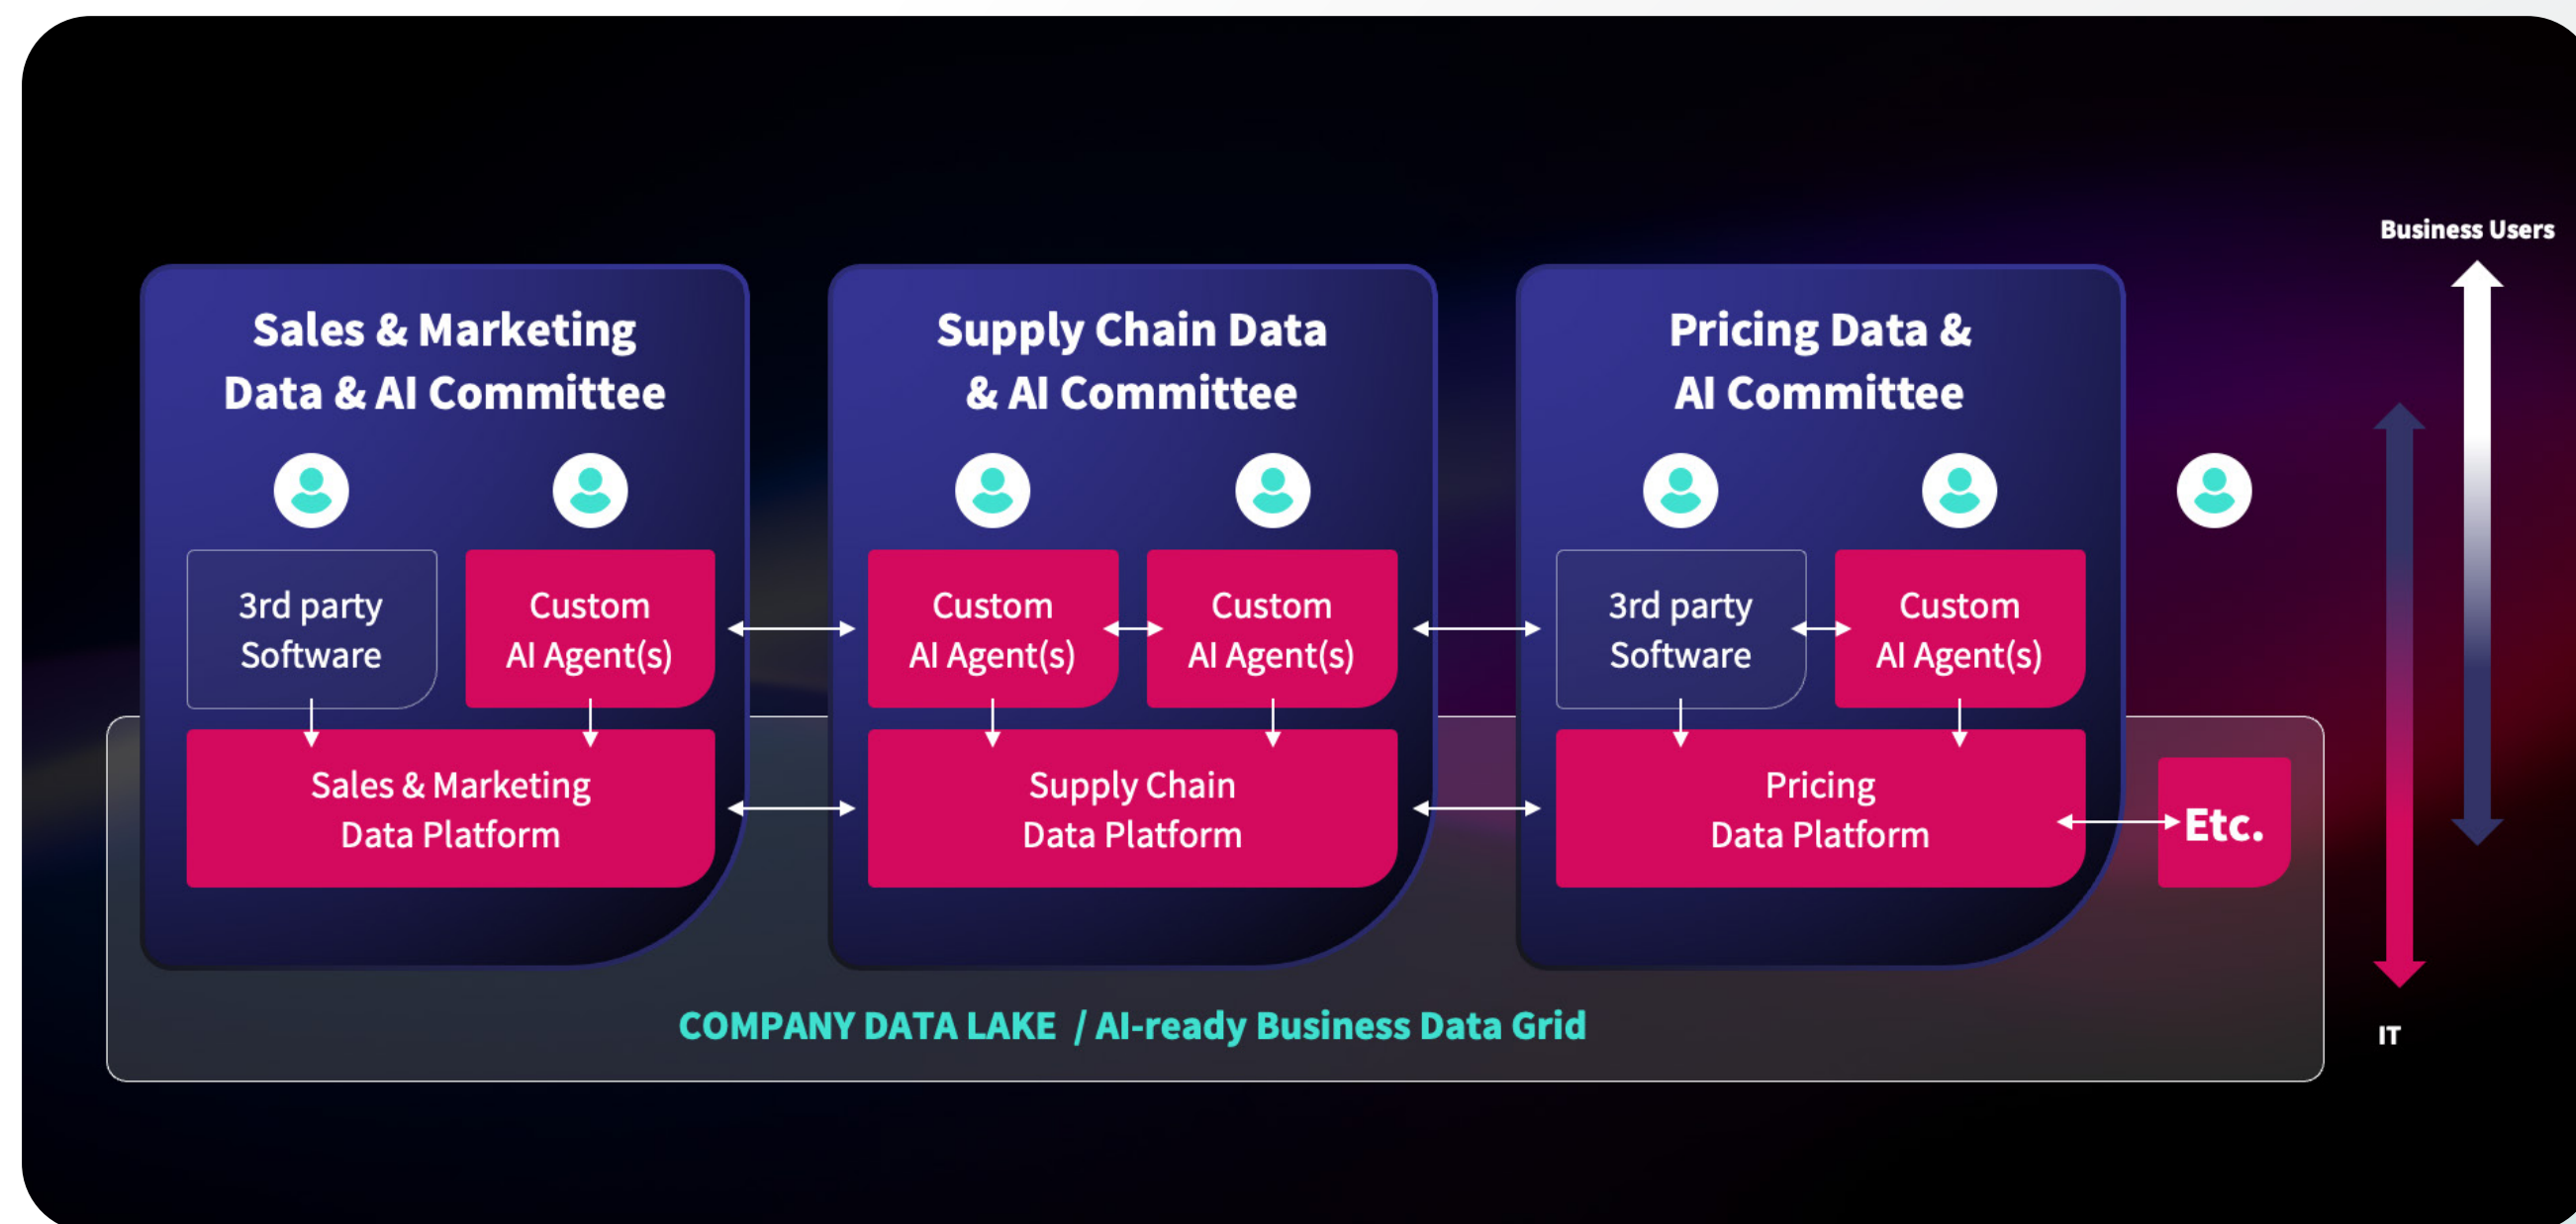 Business Users
Sales & Marketing
Data & AI Committee
Supply Chain Data
& AI Committee
Pricing Data &
AI Committee
3rd party
Software
Custom
AI Agent(s)
Custom
AI Agent(s)
Custom
AI Agent(s)
3rd party
Software
Custom
AI Agent(s)
Sales & Marketing
Data Platform
Supply Chain
Data Platform
Pricing
Data Platform
Etc.
COMPANY DATA LAKE / AI-ready Business Data Grid
IT